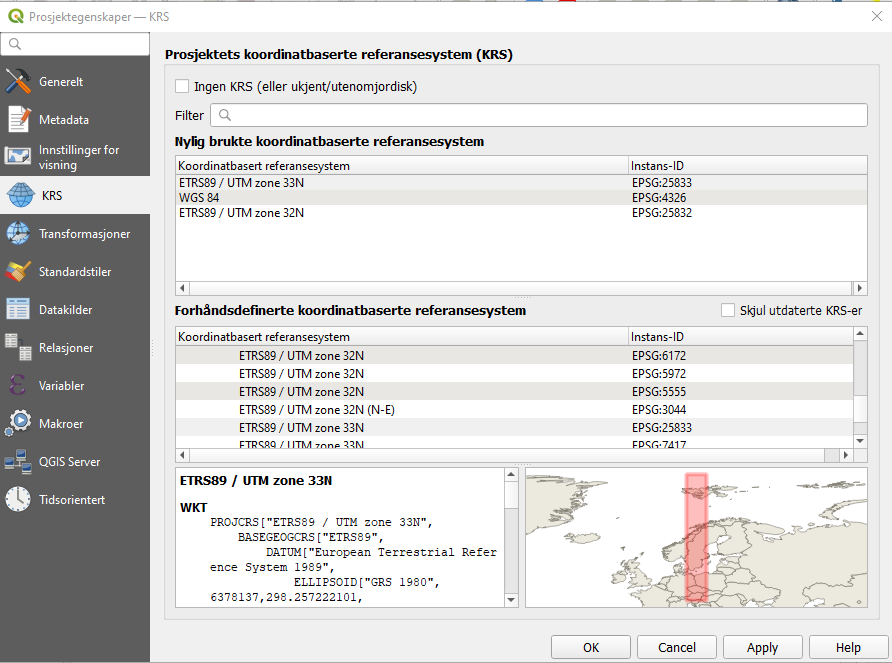 Prosjektegenskaper — KRS
Generelt
Metadata
Innstillinger for
visning
KRS
Transformasjoner
Standardstiler
Datakilder
Relasjoner
Variabler
Makroer
QGIS Server
Tidsorientert
Prosjektets koordinatbaserte referansesystem (KRS)
Ingen KRS (eller ukjent/utenomjordisk)
Filter
Nylig brukte koordinatbaserte referansesystem
Koordinatbasert referansesystem Instans-ID
ETRS89 / UTM zone 33N EPSG:25833
WGS 84 EPSG:4326
ETRS89 / UTM zone 32N EPSG:25832
Forhåndsdefinerte koordinatbaserte referansesystem Skjul utdaterte KRS-er
Koordinatbasert referansesystem Instans-ID
ETRS89 / UTM zone 32N EPSG:6172
ETRS89 / UTM zone 32N EPSG:5972
ETRS89 / UTM zone 32N EPSG:5555
ETRS89 / UTM zone 32N (N-E) EPSG:3044
ETRS89 / UTM zone 33N EPSG:25833
ETRS89 / UTM zone 33N EPSG:7417
ETRS89 / UTM zone 33N
WKT
PROJCRS["ETRS89 / UTM zone 33N",
BASEGEOGCRS["ETRS89",
DATUM["European Terrestrial Refer
ence System 1989",
ELLIPSOID["GRS 1980",
6378137,298.257222101,
OK Cancel Apply Help